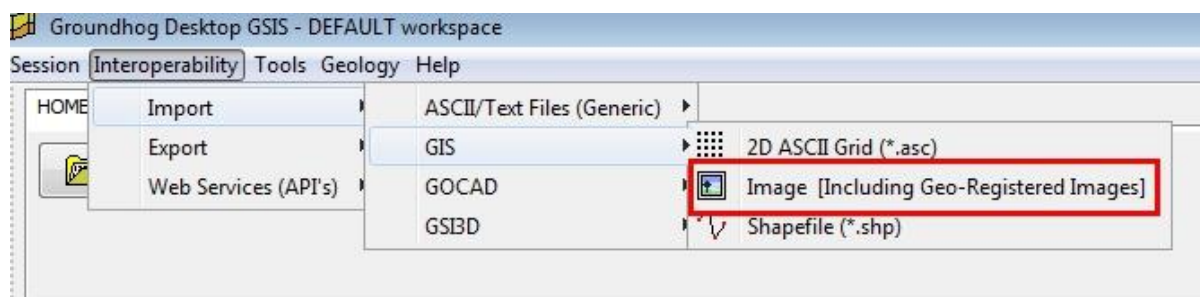 Groundhog Desktop GSIS - DEFAULT workspace
Session Interoperability Tools Geology Help
HOME
Import
Export
Web Services (API's)
ASCII/Text Files (Generic)
GIS
GOCAD
GSI3D
2D ASCII Grid (*.asc)
Image [Including Geo-Registered Images]
Shapefile (*.shp)